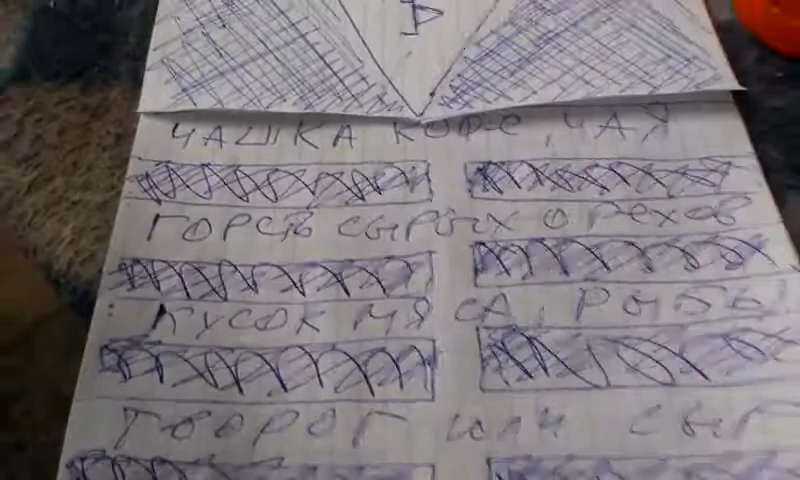 ЧАШКА КОФЕ, ЧАЯ
ГОРСТЬ СЫРЫХ ОРЕХОВ
КУСОК МЯСА, РЫБЫ
ТВОРОГ ИЛИ СЫР